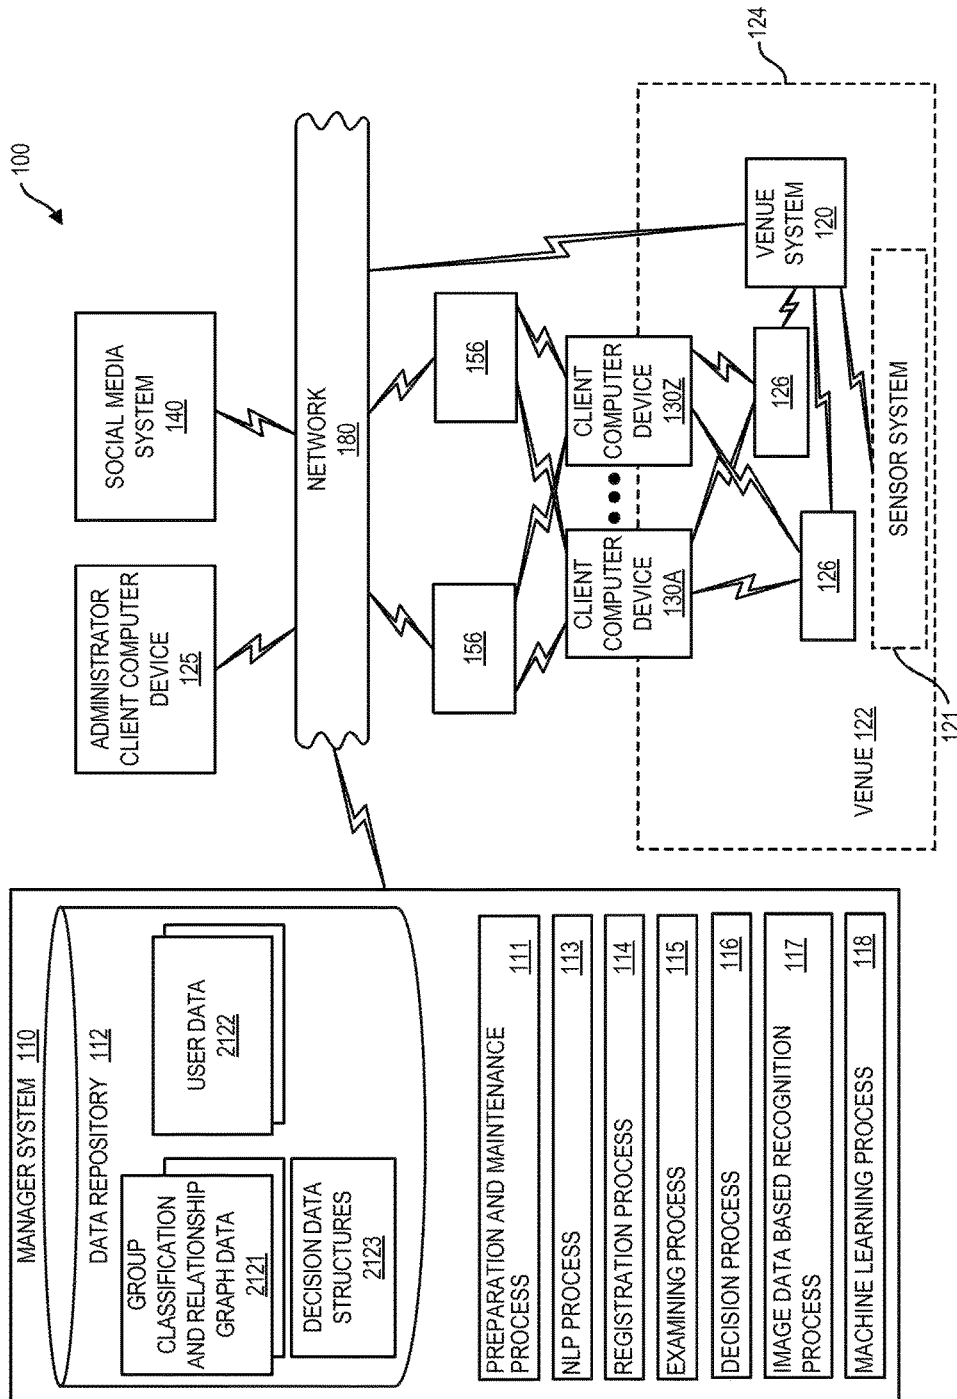 100
MANAGER SYSTEM 110
DATA REPOSITORY 112
GROUP
CLASSIFICATION
AND RELATIONSHIP
GRAPH DATA
2121
USER DATA
2122
DECISION DATA
STRUCTURES
2123
PREPARATION AND MAINTENANCE
PROCESS
111
NLP PROCESS 113
REGISTRATION PROCESS 114
EXAMINING PROCESS 115
DECISION PROCESS 116
IMAGE DATA BASED RECOGNITION
PROCESS
117
MACHINE LEARNING PROCESS 118
ADMINISTRATOR
CLIENT COMPUTER
DEVICE
125
SOCIAL MEDIA
SYSTEM
140
NETWORK
180
156
156
CLIENT
COMPUTER
DEVICE
130A
CLIENT
COMPUTER
DEVICE
130Z
124
VENUE
SYSTEM
120
126
126
VENUE 122
SENSOR SYSTEM
121